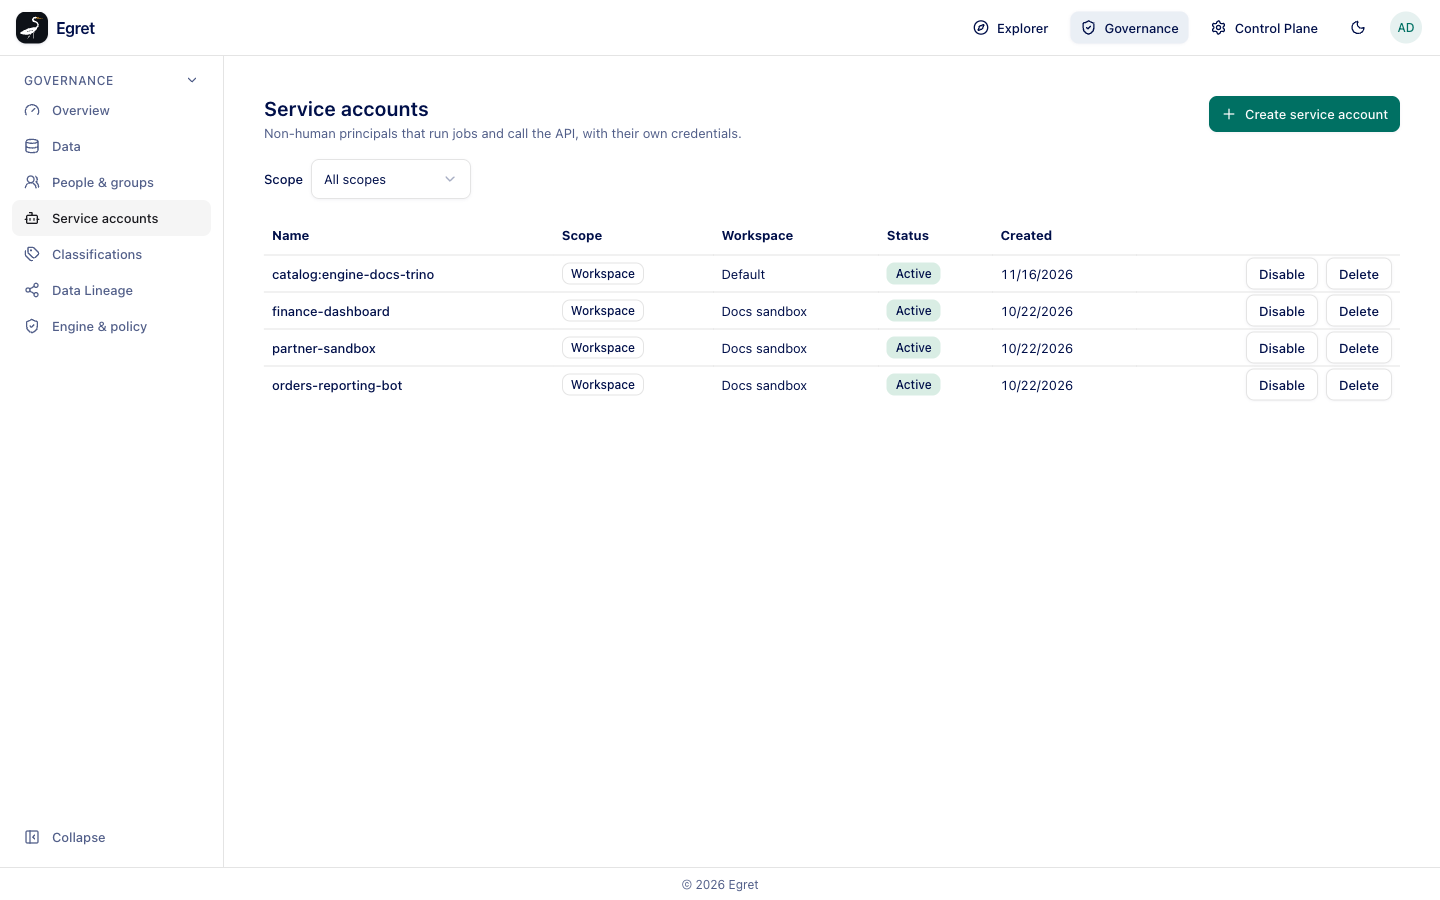 Egret
Explorer
Governance
Control Plane
AD
GOVERNANCE
Overview
Data
People & groups
Service accounts
Classifications
Data Lineage
Engine & policy
Collapse
Service accounts
Non-human principals that run jobs and call the API, with their own credentials.
Create service account
Scope All scopes
Name Scope Workspace Status Created
catalog:engine-docs-trino Workspace Default Active 11/16/2026 Disable Delete
finance-dashboard Workspace Docs sandbox Active 10/22/2026 Disable Delete
partner-sandbox Workspace Docs sandbox Active 10/22/2026 Disable Delete
orders-reporting-bot Workspace Docs sandbox Active 10/22/2026 Disable Delete
© 2026 Egret